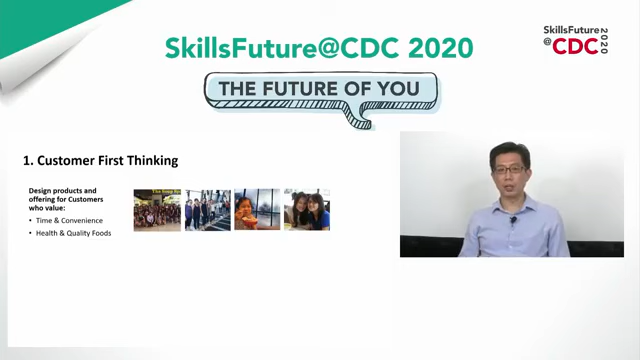 SkillsFuture@CDC 2020
THE FUTURE OF YOU
SkillsFuture
@CDC 2020
1. Customer First Thinking
Design products and
offering for Customers
who value:
• Time & Convenience
• Health & Quality Foods